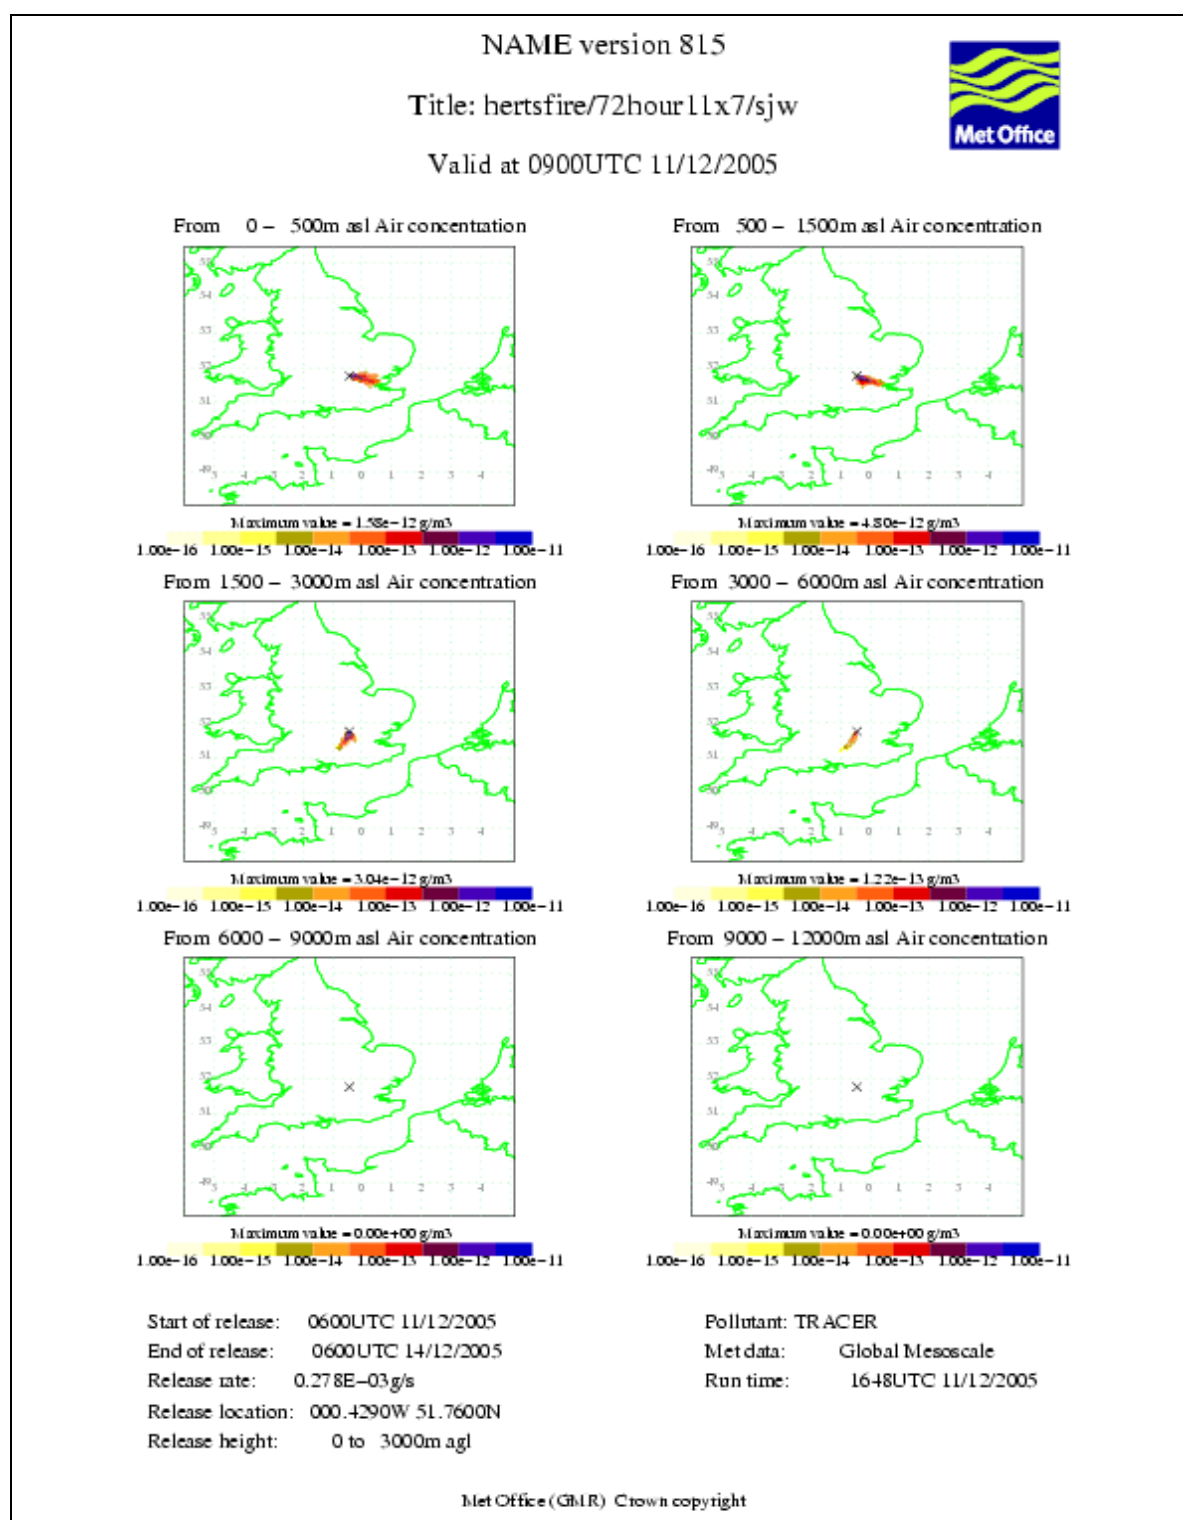 NAME version 815
Title: hertsfire/72hour11x7/sjw
Met Office
Valid at 0900UTC 11/12/2005
From 0 – 500m asl Air concentration
From 500 – 1500m asl Air concentration
Maximum value = 1.58e−12 g/m3
Maximum value = 4.80e−12 g/m3
1.00e−16 1.00e−15 1.00e−14 1.00e−13 1.00e−12 1.00e−11
1.00e−16 1.00e−15 1.00e−14 1.00e−13 1.00e−12 1.00e−11
From 1500 – 3000m asl Air concentration
From 3000 – 6000m asl Air concentration
Maximum value = 3.04e−12 g/m3
Maximum value = 1.22e−13 g/m3
1.00e−16 1.00e−15 1.00e−14 1.00e−13 1.00e−12 1.00e−11
1.00e−16 1.00e−15 1.00e−14 1.00e−13 1.00e−12 1.00e−11
From 6000 – 9000m asl Air concentration
From 9000 – 12000m asl Air concentration
Maximum value = 0.00e+00 g/m3
Maximum value = 0.00e+00 g/m3
1.00e−16 1.00e−15 1.00e−14 1.00e−13 1.00e−12 1.00e−11
1.00e−16 1.00e−15 1.00e−14 1.00e−13 1.00e−12 1.00e−11
Start of release: 0600UTC 11/12/2005
End of release: 0600UTC 14/12/2005
Release rate: 0.278E−03g/s
Release location: 000.4290W 51.7600N
Release height: 0 to 3000m agl
Pollutant: TRACER
Met data: Global Mesoscale
Run time: 1648UTC 11/12/2005
Met Office (GMR) Crown copyright